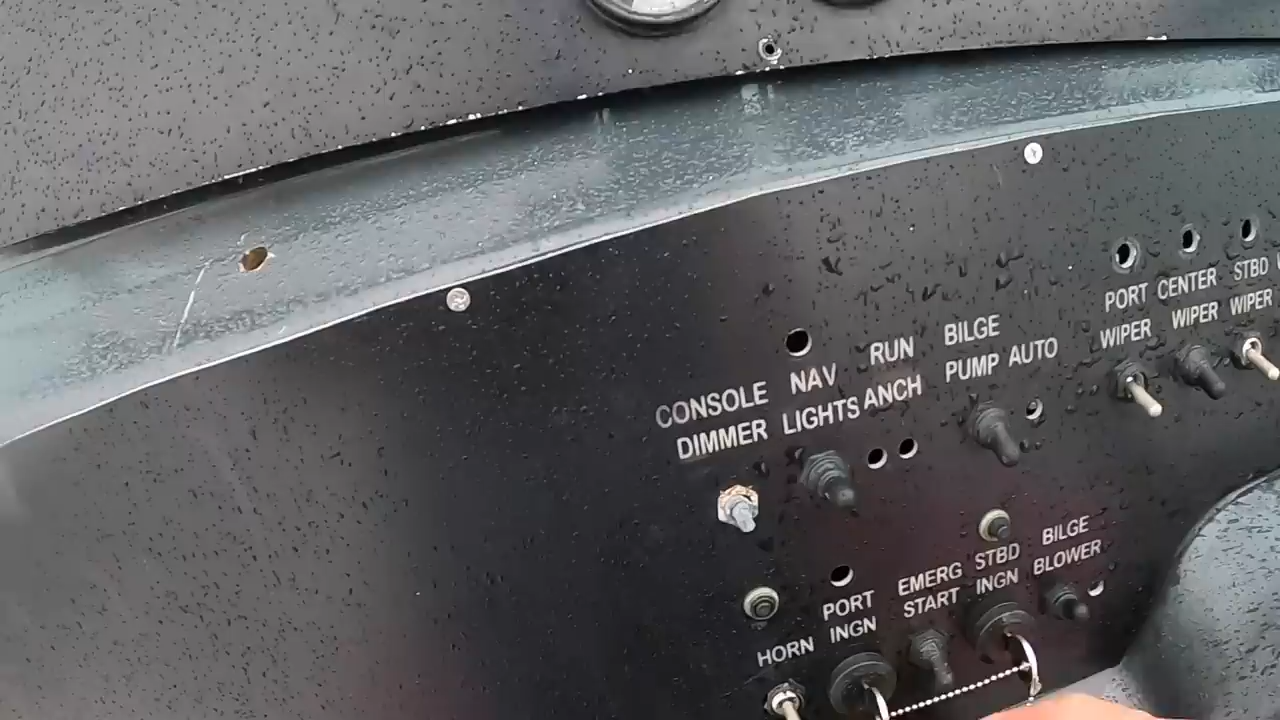 CONSOLE
DIMMER
NAV
LIGHTS
RUN
ANCH
BILGE
PUMP AUTO
PORT
WIPER
CENTER
WIPER
STBD
WIPER
HORN
PORT
INGN
EMERG
START
STBD
INGN
BILGE
BLOWER